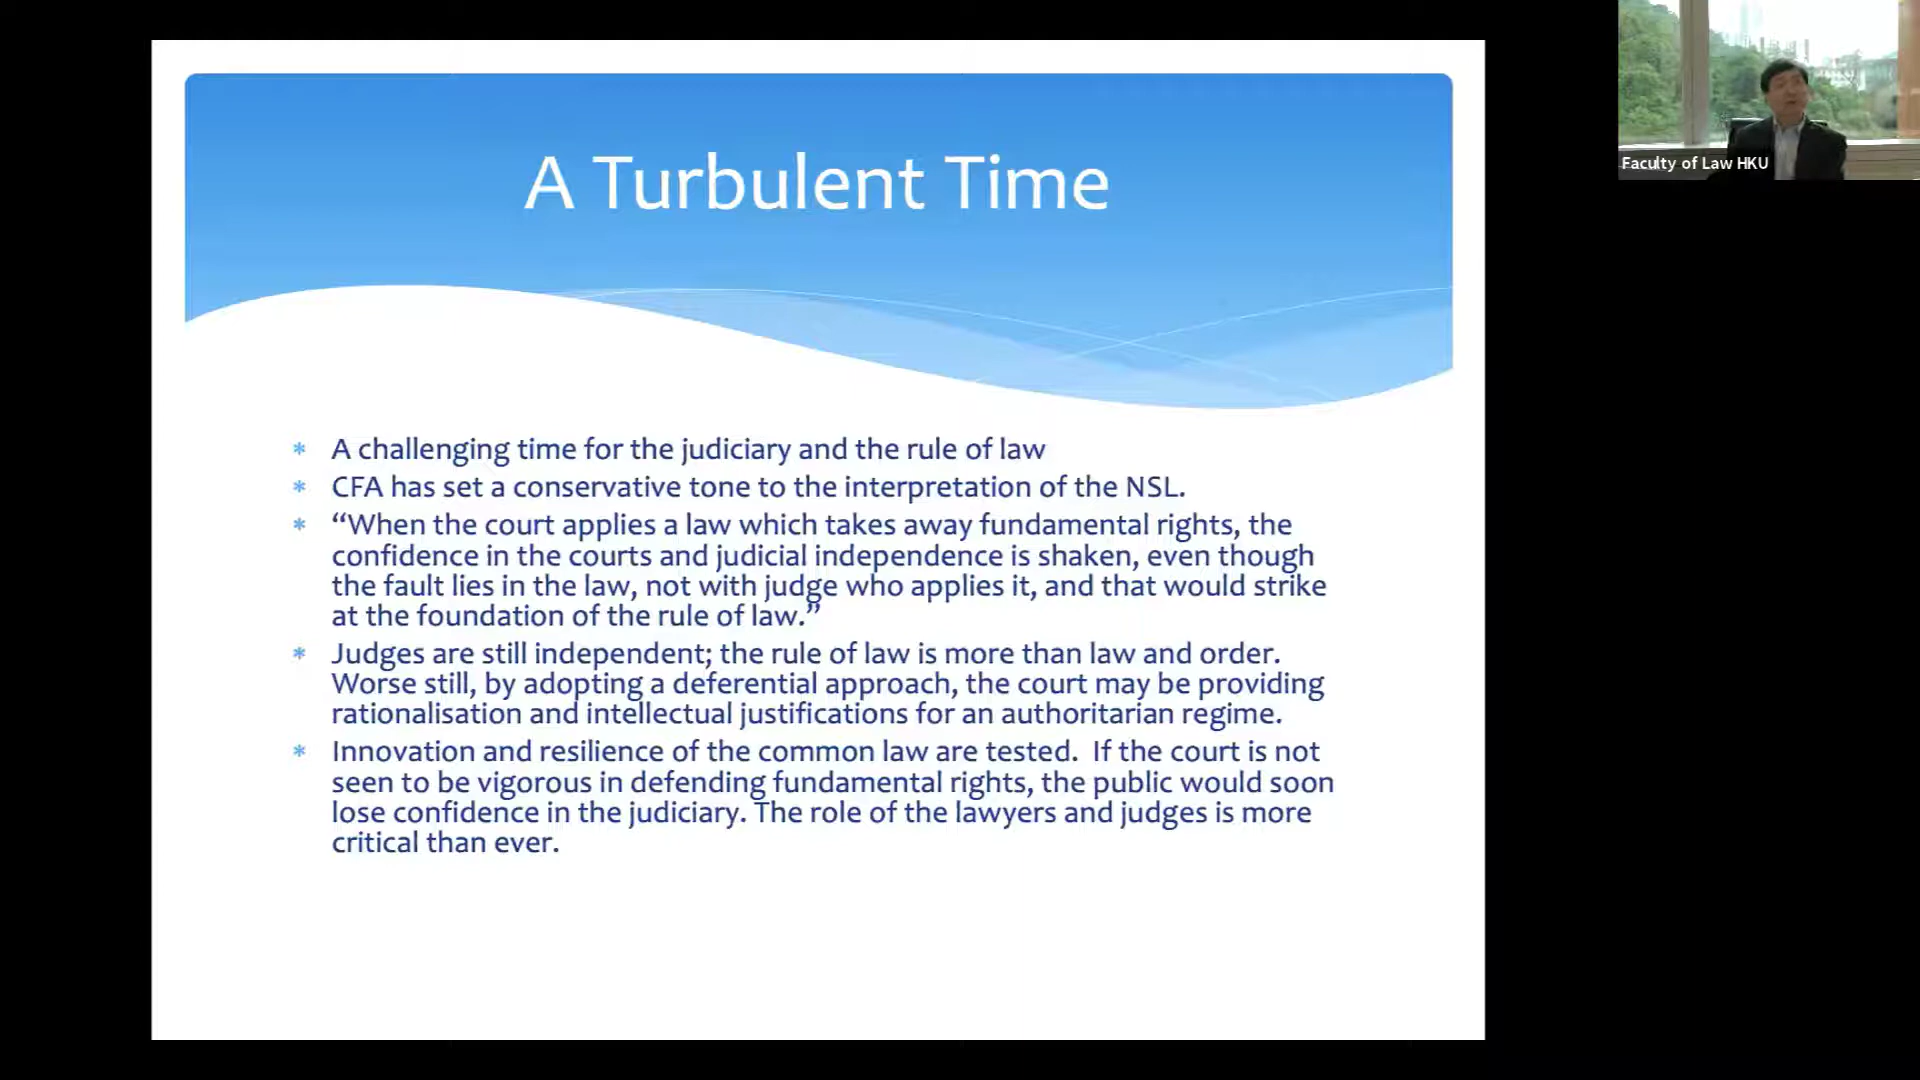 A Turbulent Time
Faculty of Law HKU
* A challenging time for the judiciary and the rule of law
* CFA has set a conservative tone to the interpretation of the NSL.
* “When the court applies a law which takes away fundamental rights, the
confidence in the courts and judicial independence is shaken, even though
the fault lies in the law, not with judge who applies it, and that would strike
at the foundation of the rule of law.”
* Judges are still independent; the rule of law is more than law and order.
Worse still, by adopting a deferential approach, the court may be providing
rationalisation and intellectual justifications for an authoritarian regime.
* Innovation and resilience of the common law are tested.  If the court is not
seen to be vigorous in defending fundamental rights, the public would soon
lose confidence in the judiciary. The role of the lawyers and judges is more
critical than ever.